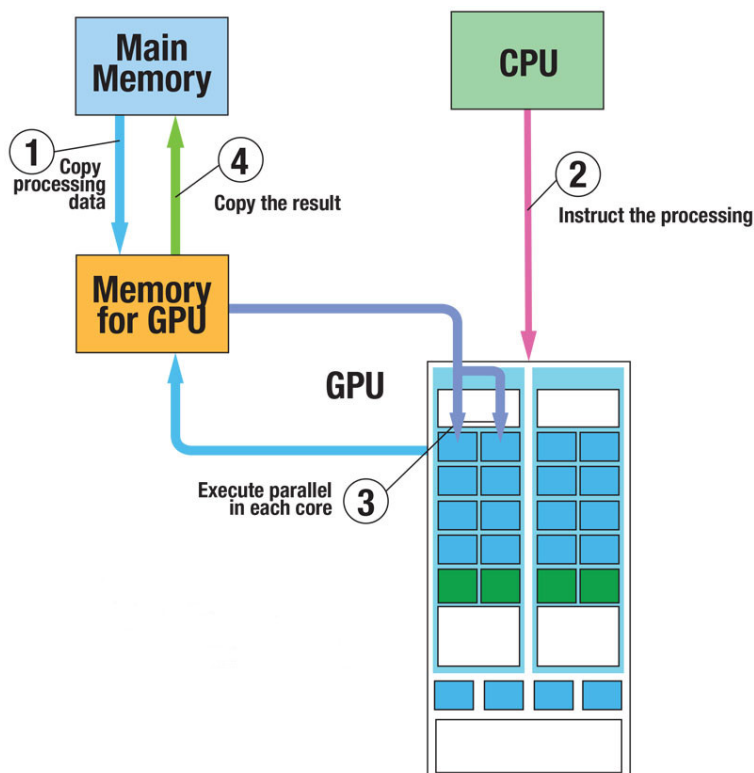 Main
Memory
CPU
1
Copy
processing
data
4
Copy the result
2
Instruct the processing
Memory
for GPU
GPU
Execute parallel
in each core
3